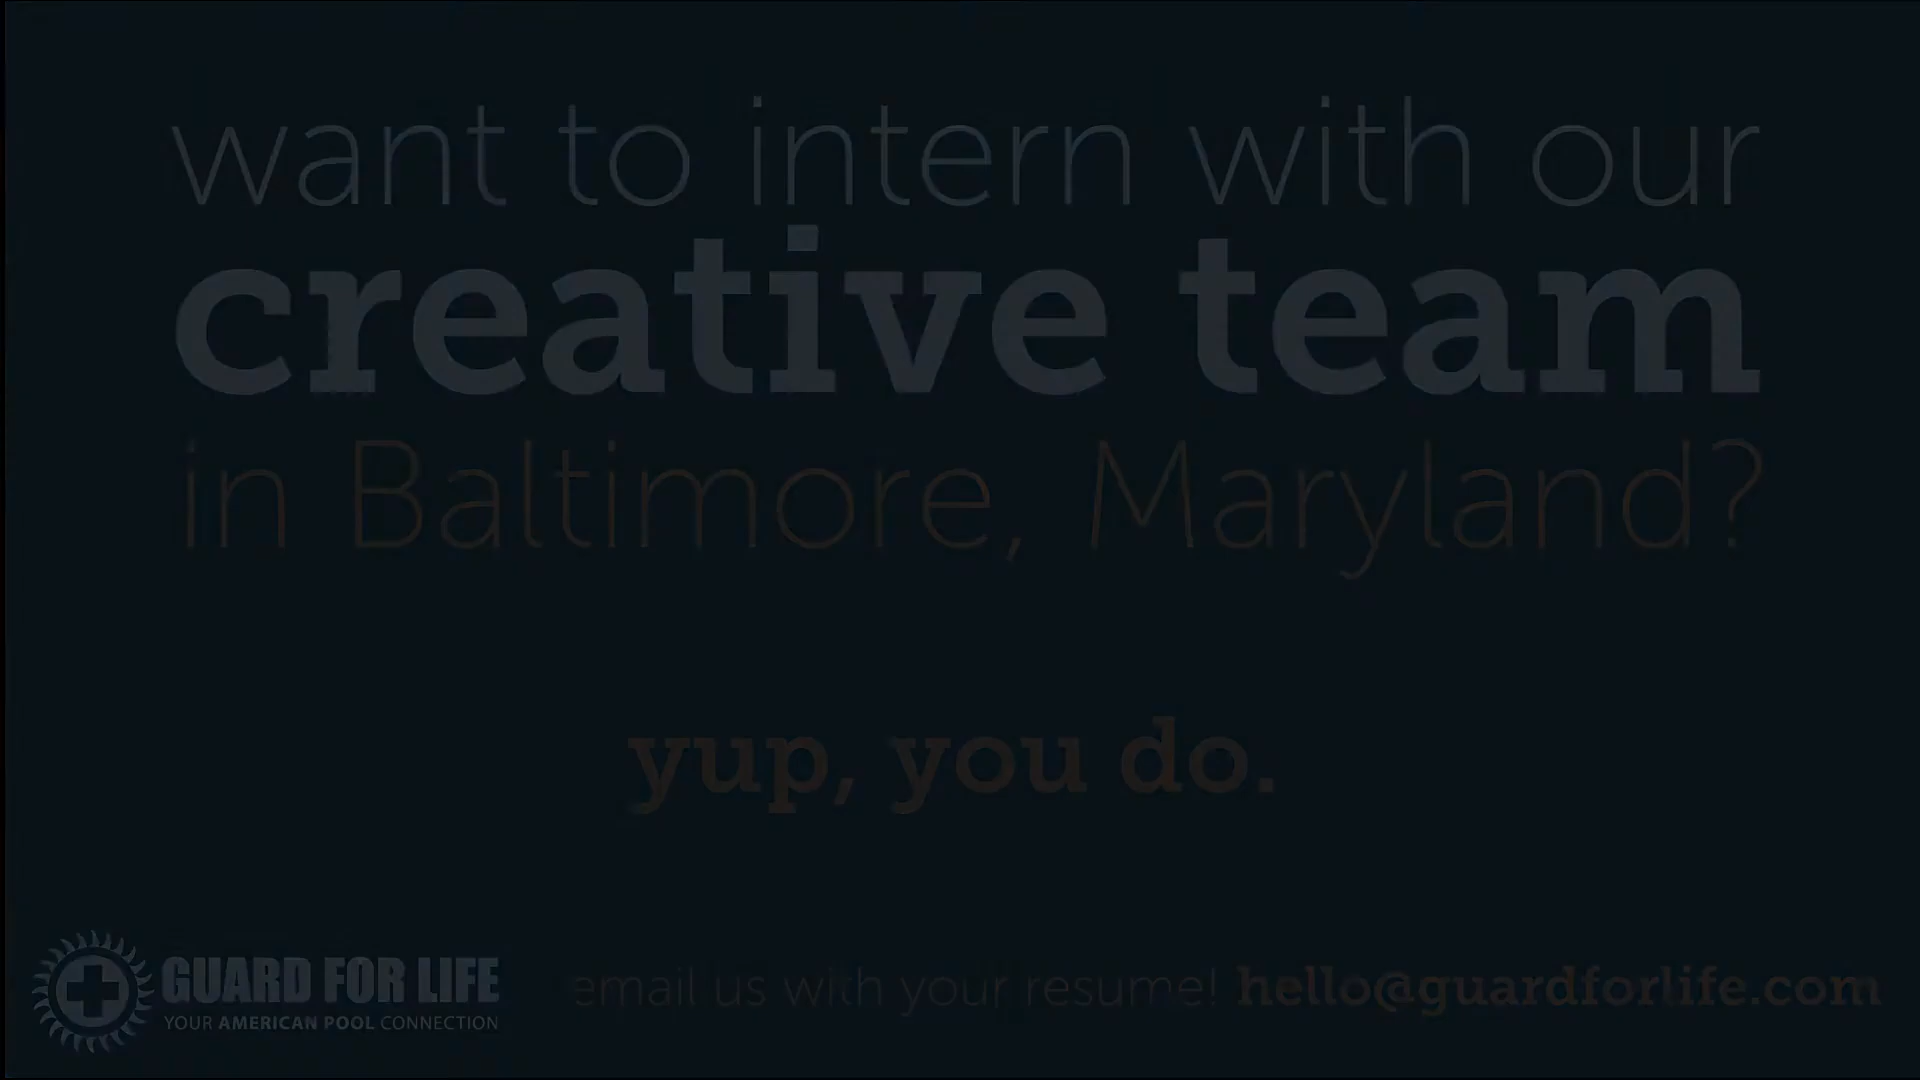 want to intern with our
creative team
in Baltimore, Maryland?
yup, you do.
GUARD FOR LIFE
YOUR AMERICAN POOL CONNECTION
email us with your resume! hello@guardforlife.com